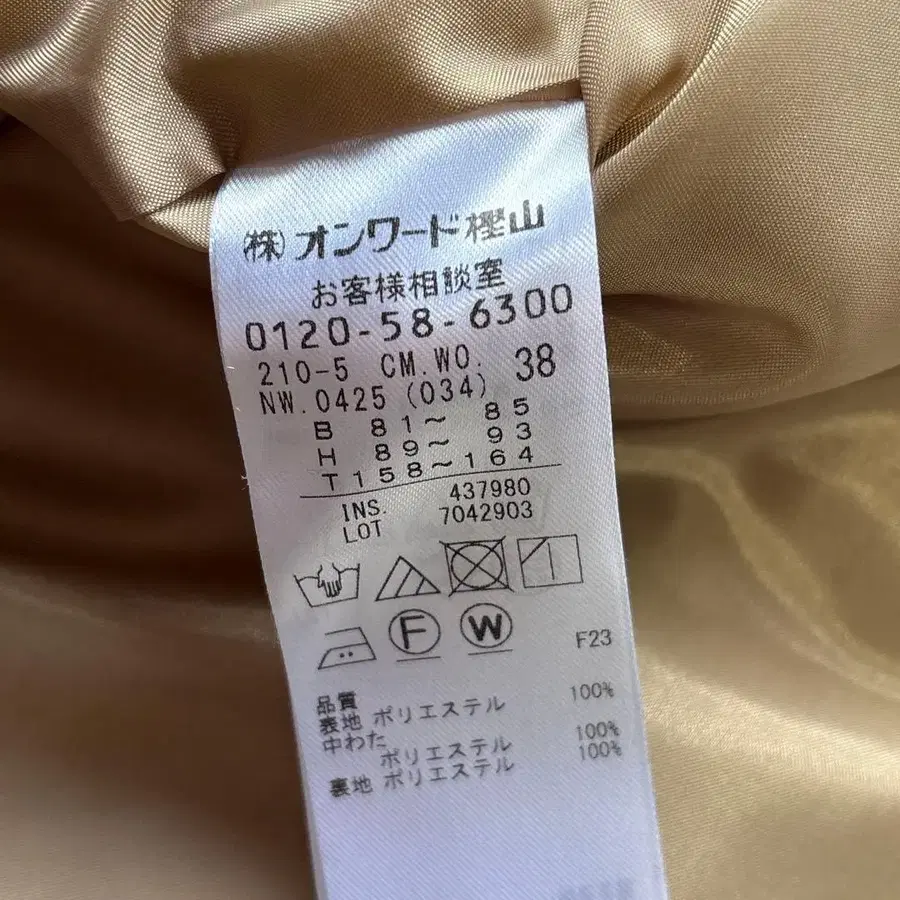 (株)オンワード樫山
お客様相談室
0120-58-6300
210-5 CM.WO. 38
NW.0425 (034)
B 81～ 85
H 89～ 93
T158～164
INS. 437980
LOT 7042903
F W F23
品質
表地 ポリエステル 100%
中わた
ポリエステル 100%
裏地 ポリエステル 100%